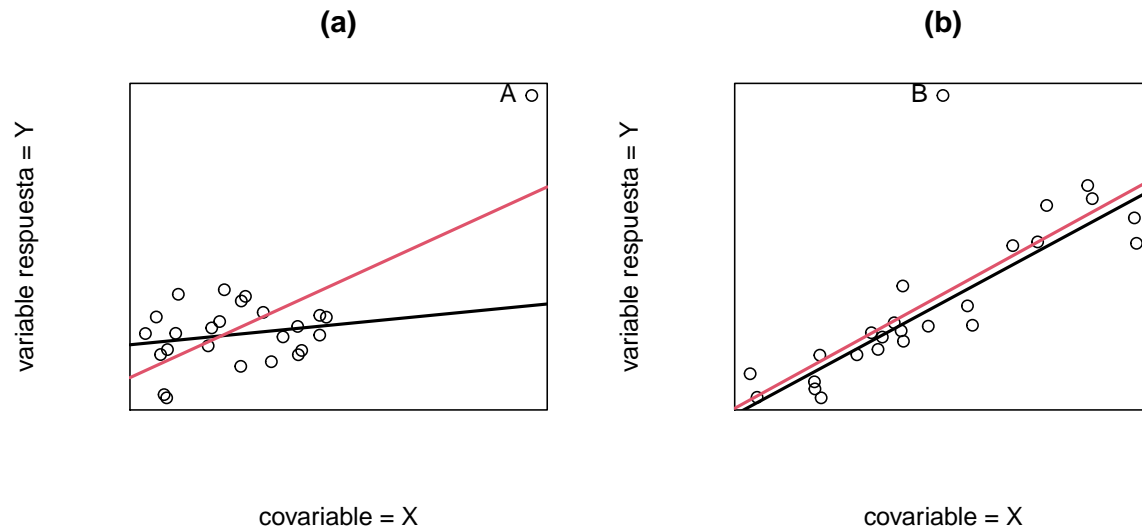 (a)
A
variable respuesta = Y
covariable = X
(b)
B
variable respuesta = Y
covariable = X